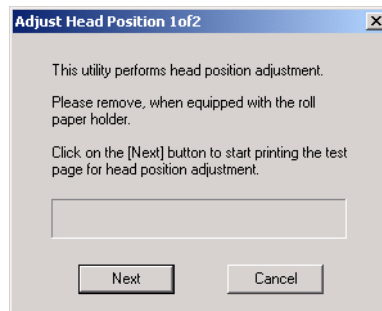 Adjust Head Position 1of2
This utility performs head position adjustment.
Please remove, when equipped with the roll
paper holder.
Click on the [Next] button to start printing the test
page for head position adjustment.
Next
Cancel